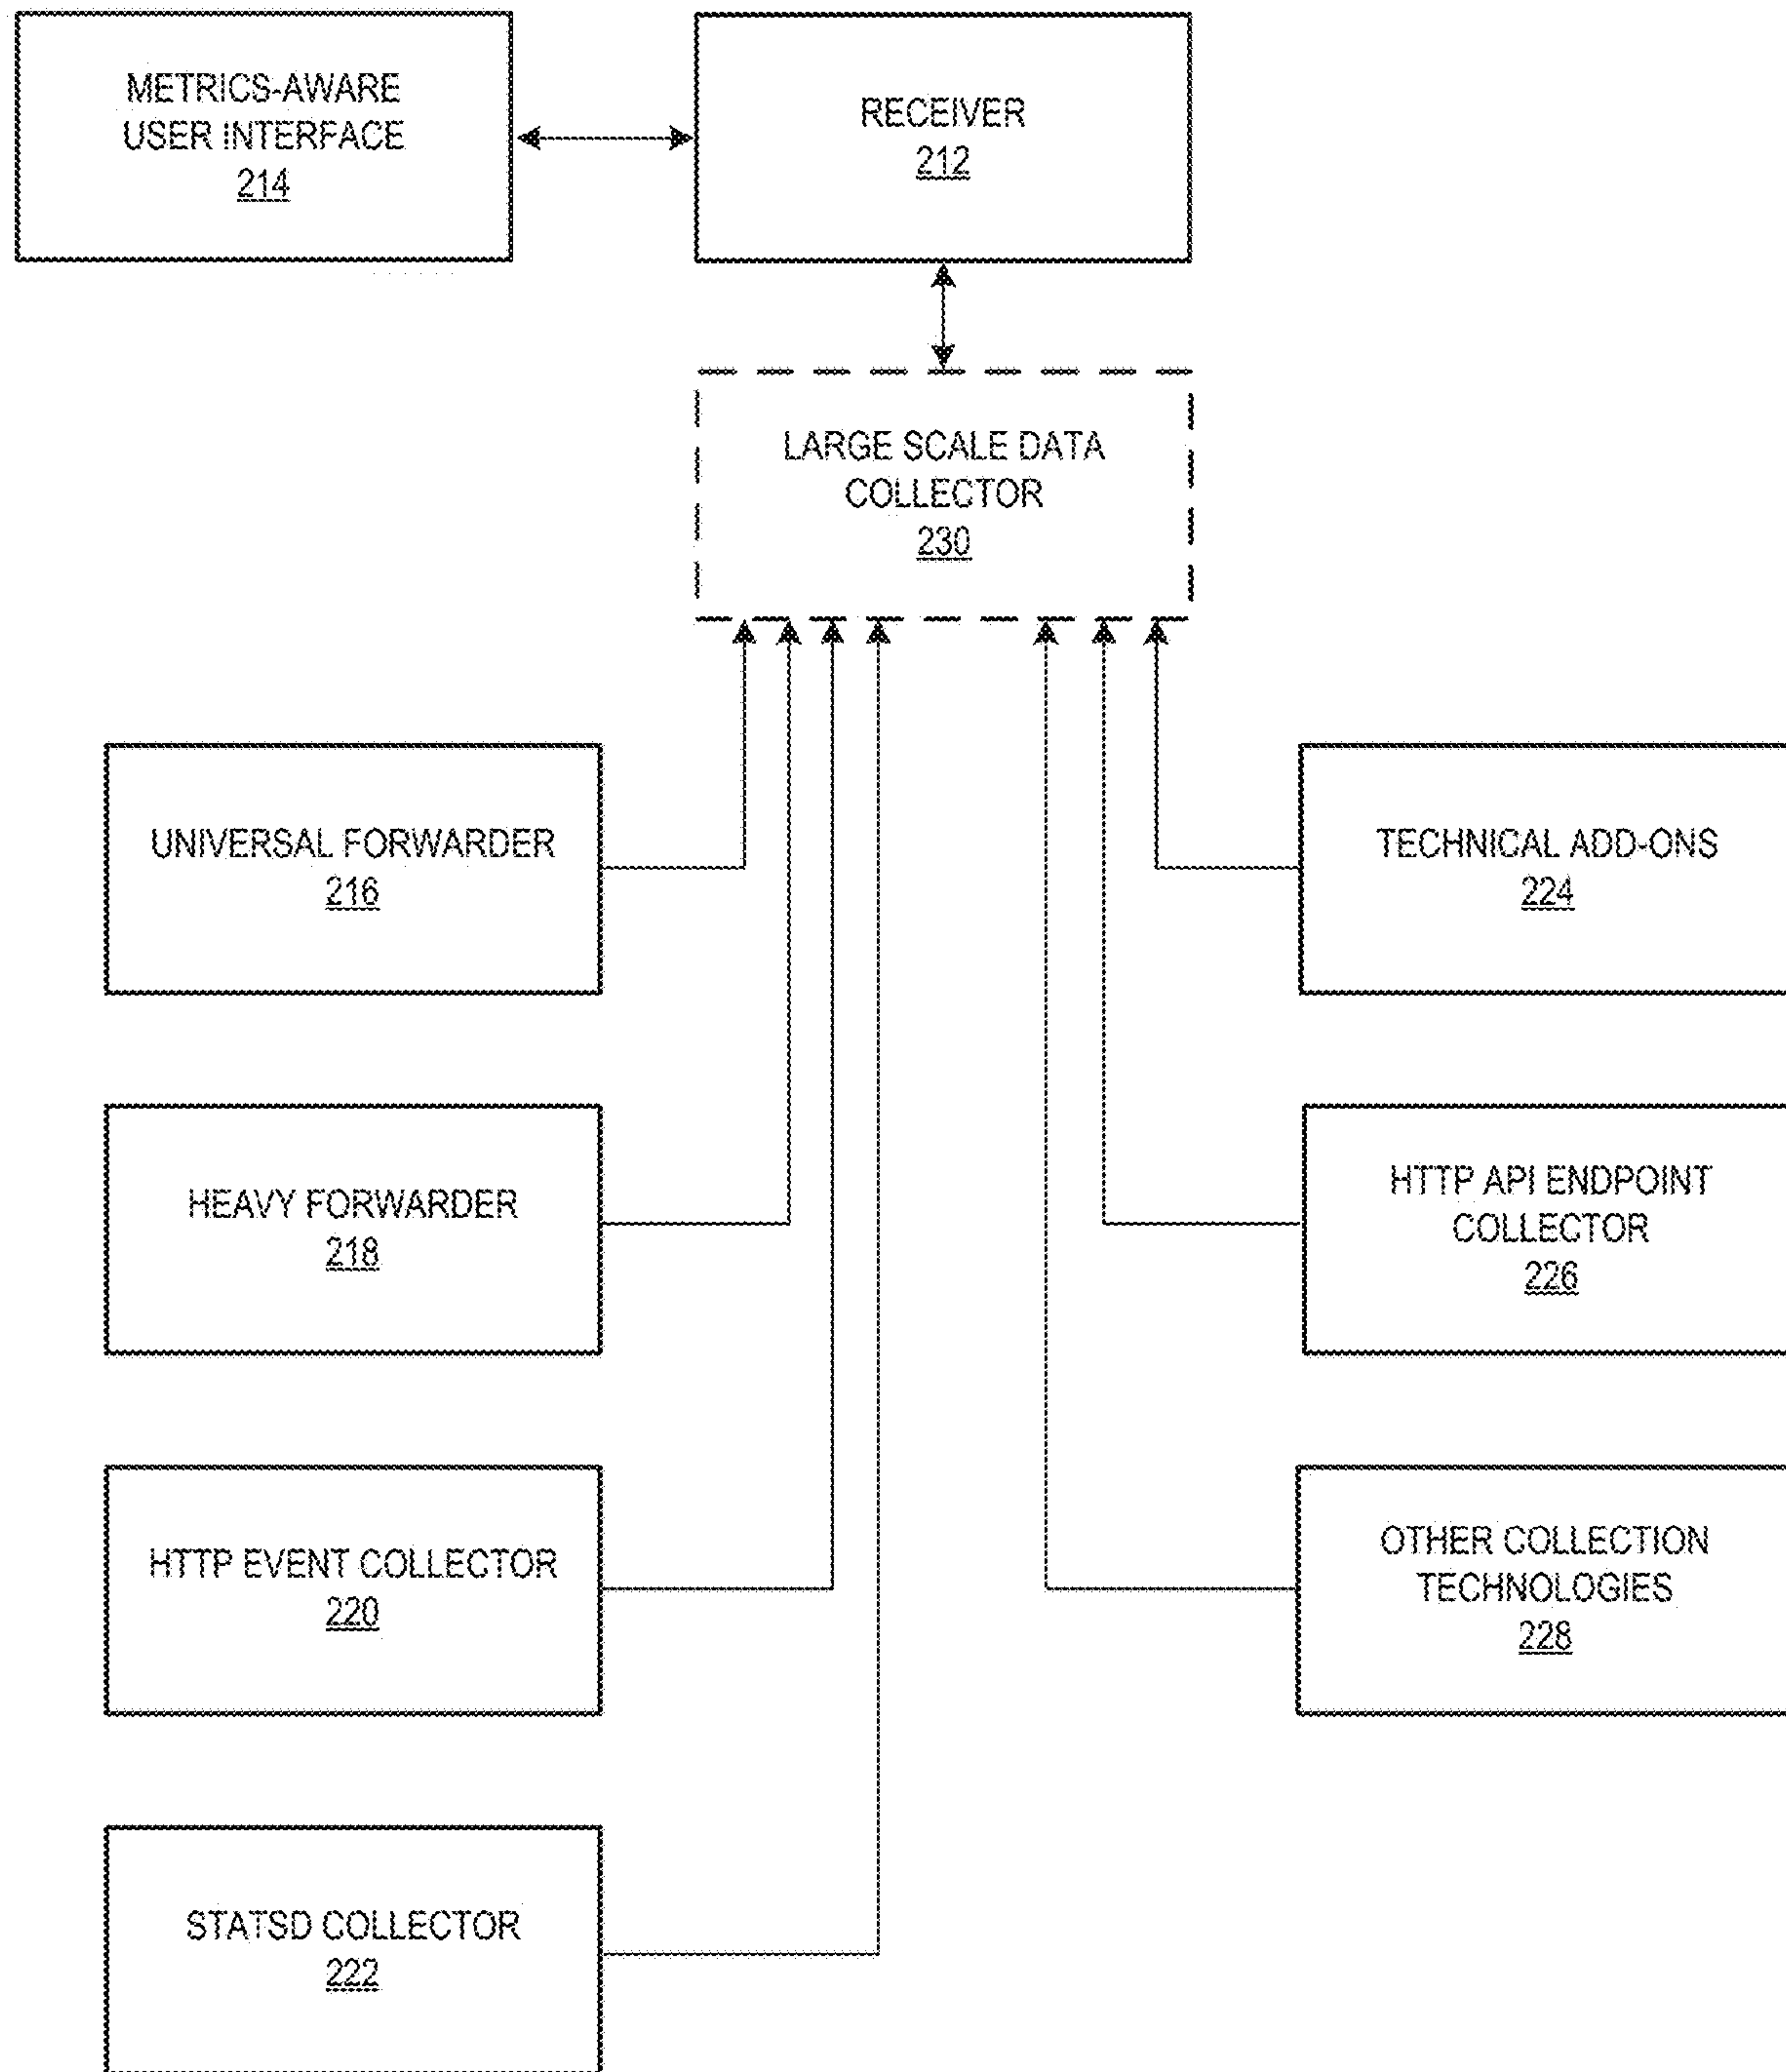 METRICS-AWARE
USER INTERFACE
214
RECEIVER
212
LARGE SCALE DATA
COLLECTOR
230
UNIVERSAL FORWARDER
216
TECHNICAL ADD-ONS
224
HEAVY FORWARDER
218
HTTP API ENDPOINT
COLLECTOR
226
HTTP EVENT COLLECTOR
220
OTHER COLLECTION
TECHNOLOGIES
228
STATSD COLLECTOR
222